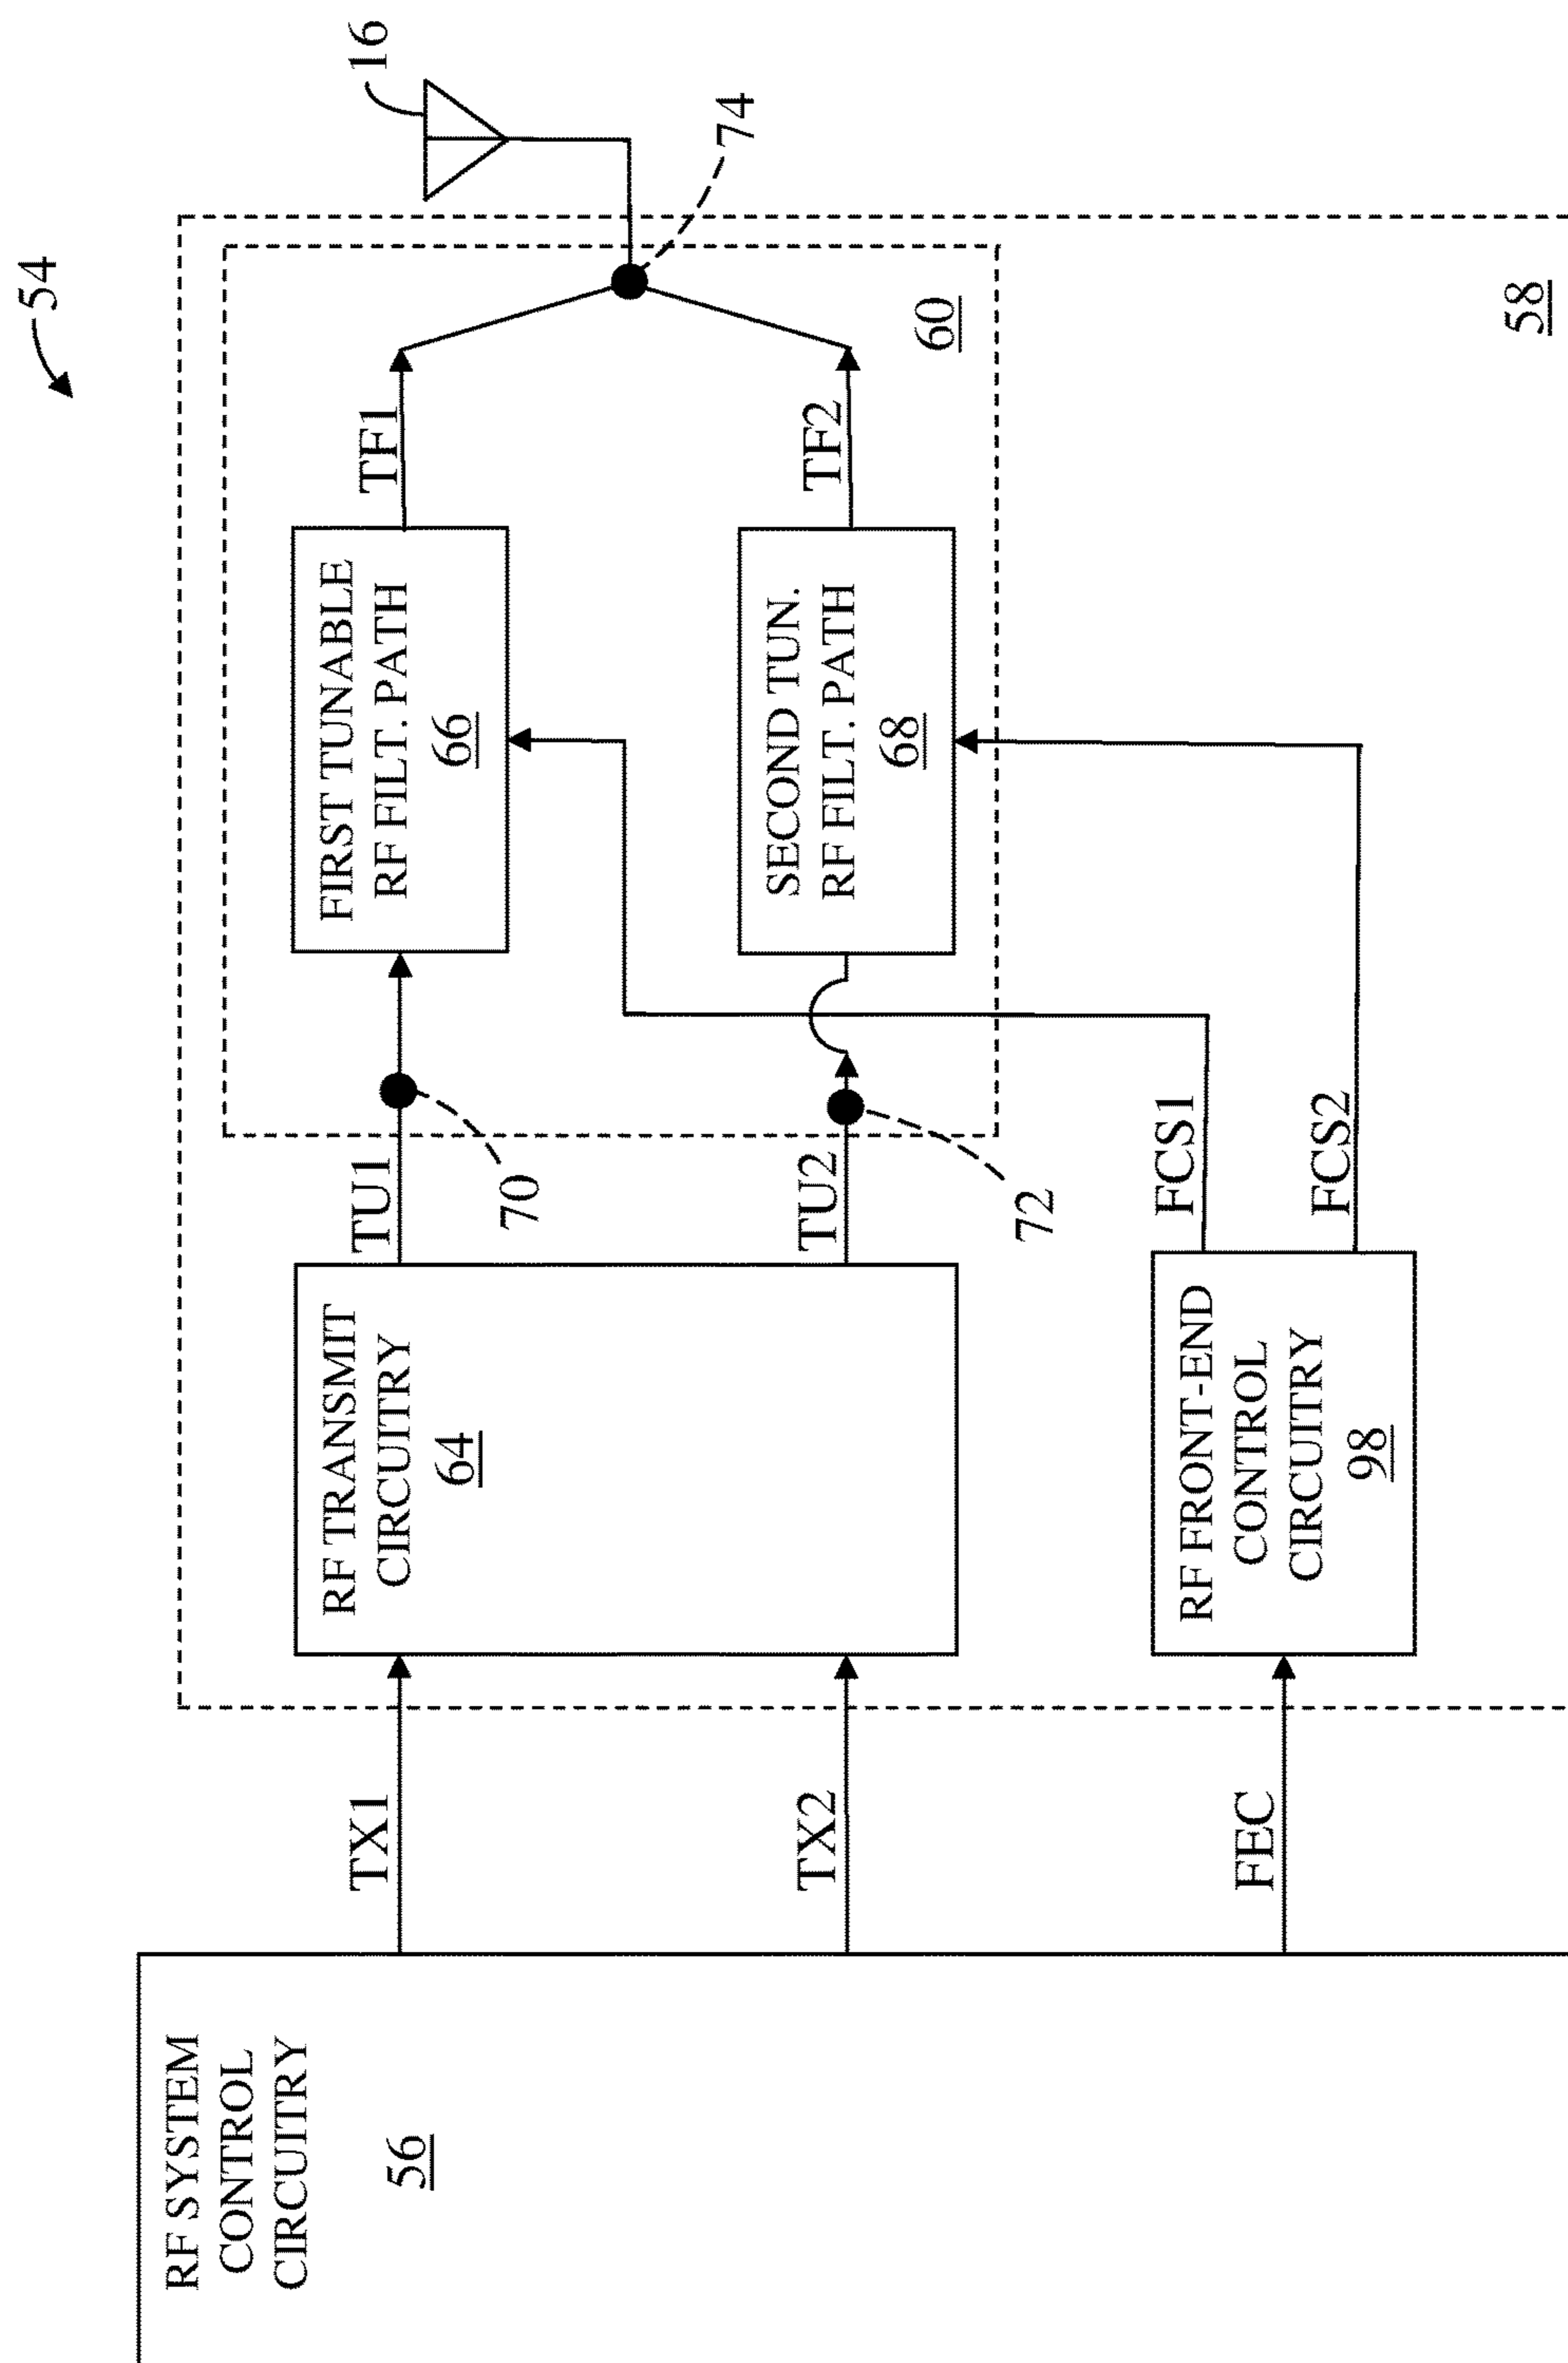 54
16
RF SYSTEM
CONTROL
CIRCUITRY
56
TX1
RF TRANSMIT
CIRCUITRY
64
TU1
70
FIRST TUNABLE
RF FILT. PATH
66
TF1
74
TX2
TU2
72
SECOND TUN.
RF FILT. PATH
68
TF2
60
FEC
RF FRONT-END
CONTROL
CIRCUITRY
98
FCS1
FCS2
58